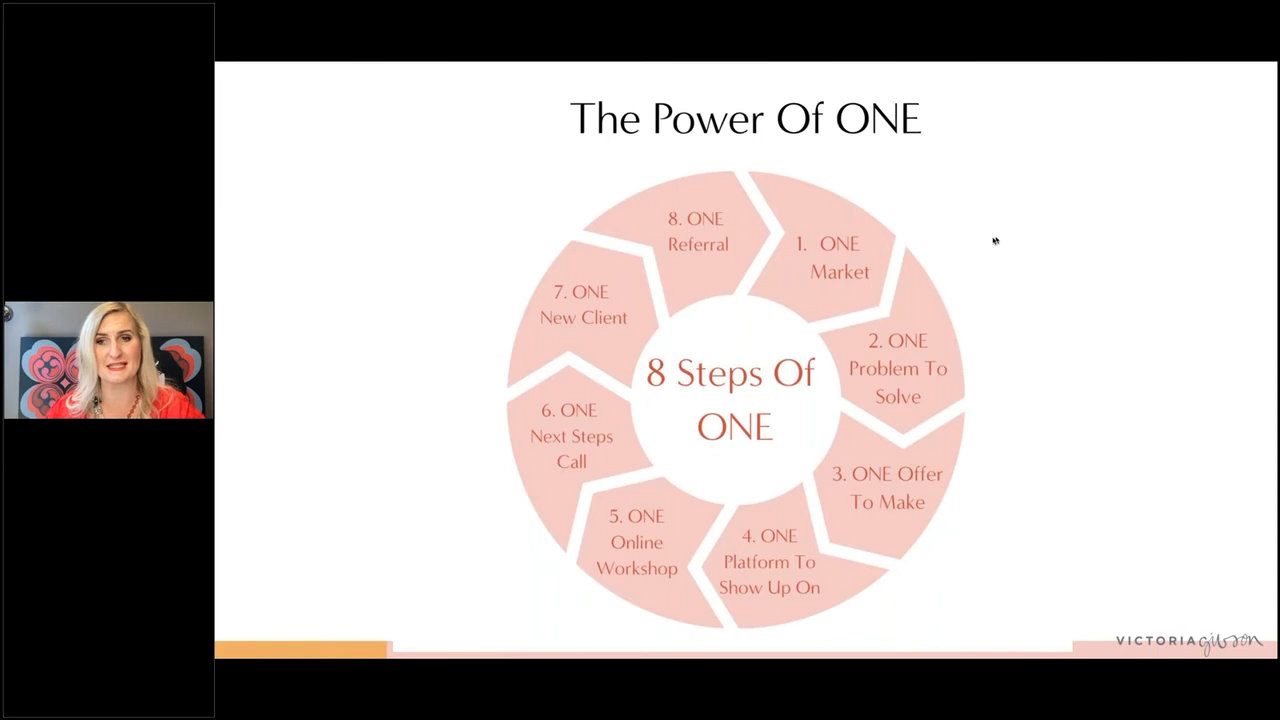 The Power Of ONE
8 Steps Of
ONE
1. ONE
Market
2. ONE
Problem To
Solve
3. ONE Offer
To Make
4. ONE
Platform To
Show Up On
5. ONE
Online
Workshop
6. ONE
Next Steps
Call
7. ONE
New Client
8. ONE
Referral
VICTORIA gibson